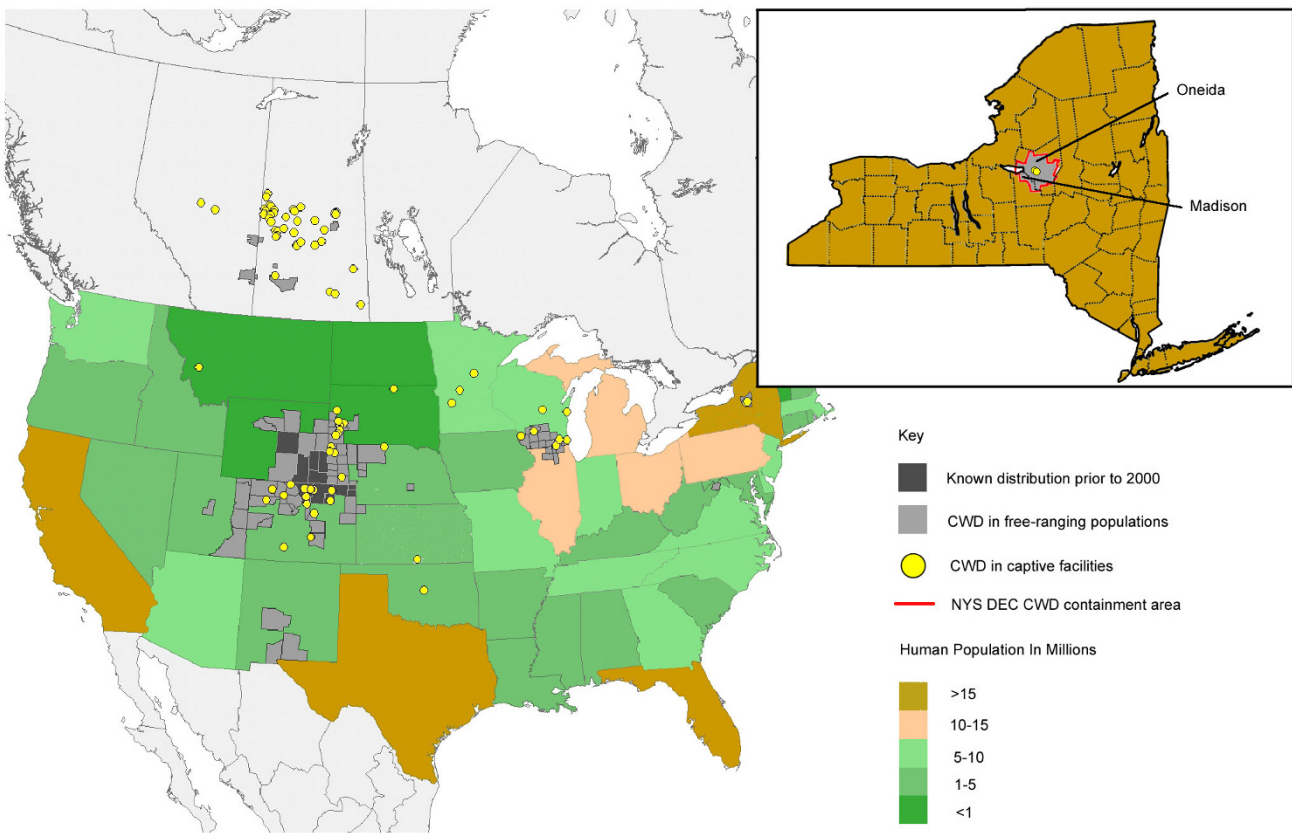 Oneida
Madison
Key
Known distribution prior to 2000
CWD in free-ranging populations
CWD in captive facilities
NYS DEC CWD containment area
Human Population In Millions
>15
10-15
5-10
1-5
<1